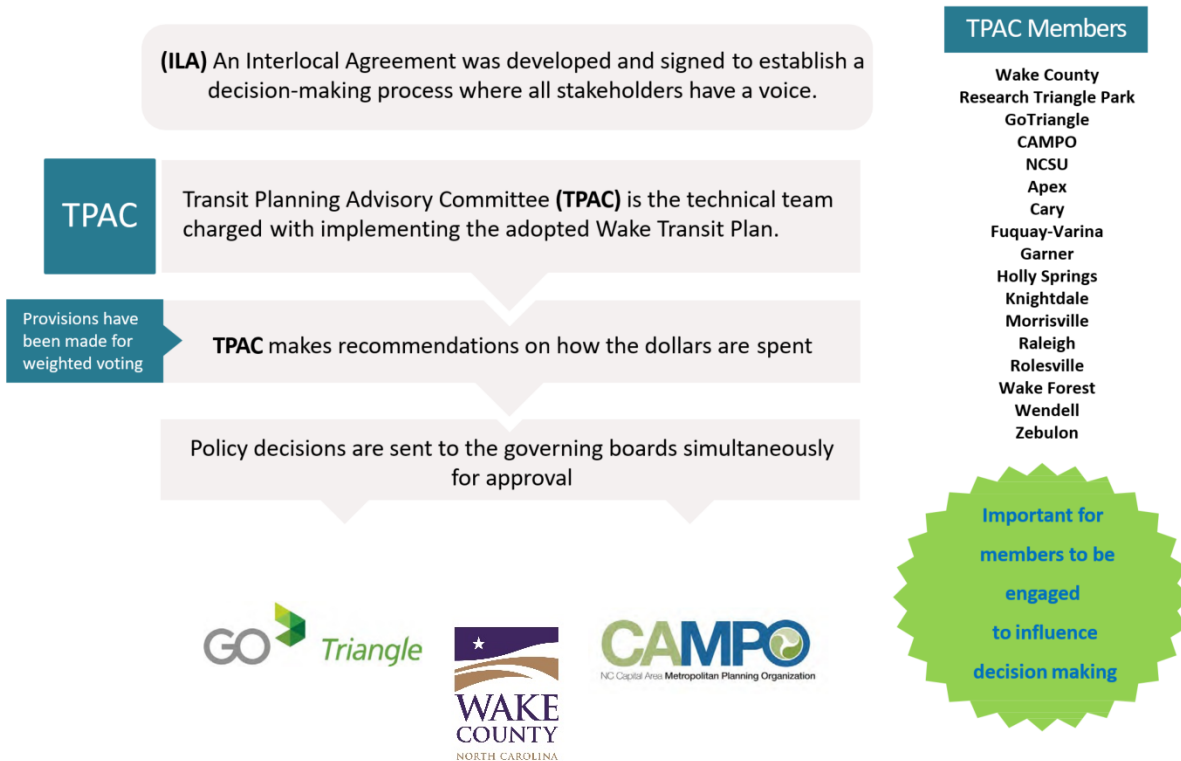 (ILA) An Interlocal Agreement was developed and signed to establish a
decision-making process where all stakeholders have a voice.
TPAC
Transit Planning Advisory Committee (TPAC) is the technical team
charged with implementing the adopted Wake Transit Plan.
Provisions have
been made for
weighted voting
TPAC makes recommendations on how the dollars are spent
Policy decisions are sent to the governing boards simultaneously
for approval
GO Triangle
WAKE
COUNTY
NORTH CAROLINA
CAMPO
NC Capital Area Metropolitan Planning Organization
TPAC Members
Wake County
Research Triangle Park
GoTriangle
CAMPO
NCSU
Apex
Cary
Fuquay-Varina
Garner
Holly Springs
Knightdale
Morrisville
Raleigh
Rolesville
Wake Forest
Wendell
Zebulon
Important for
members to be
engaged
to influence
decision making